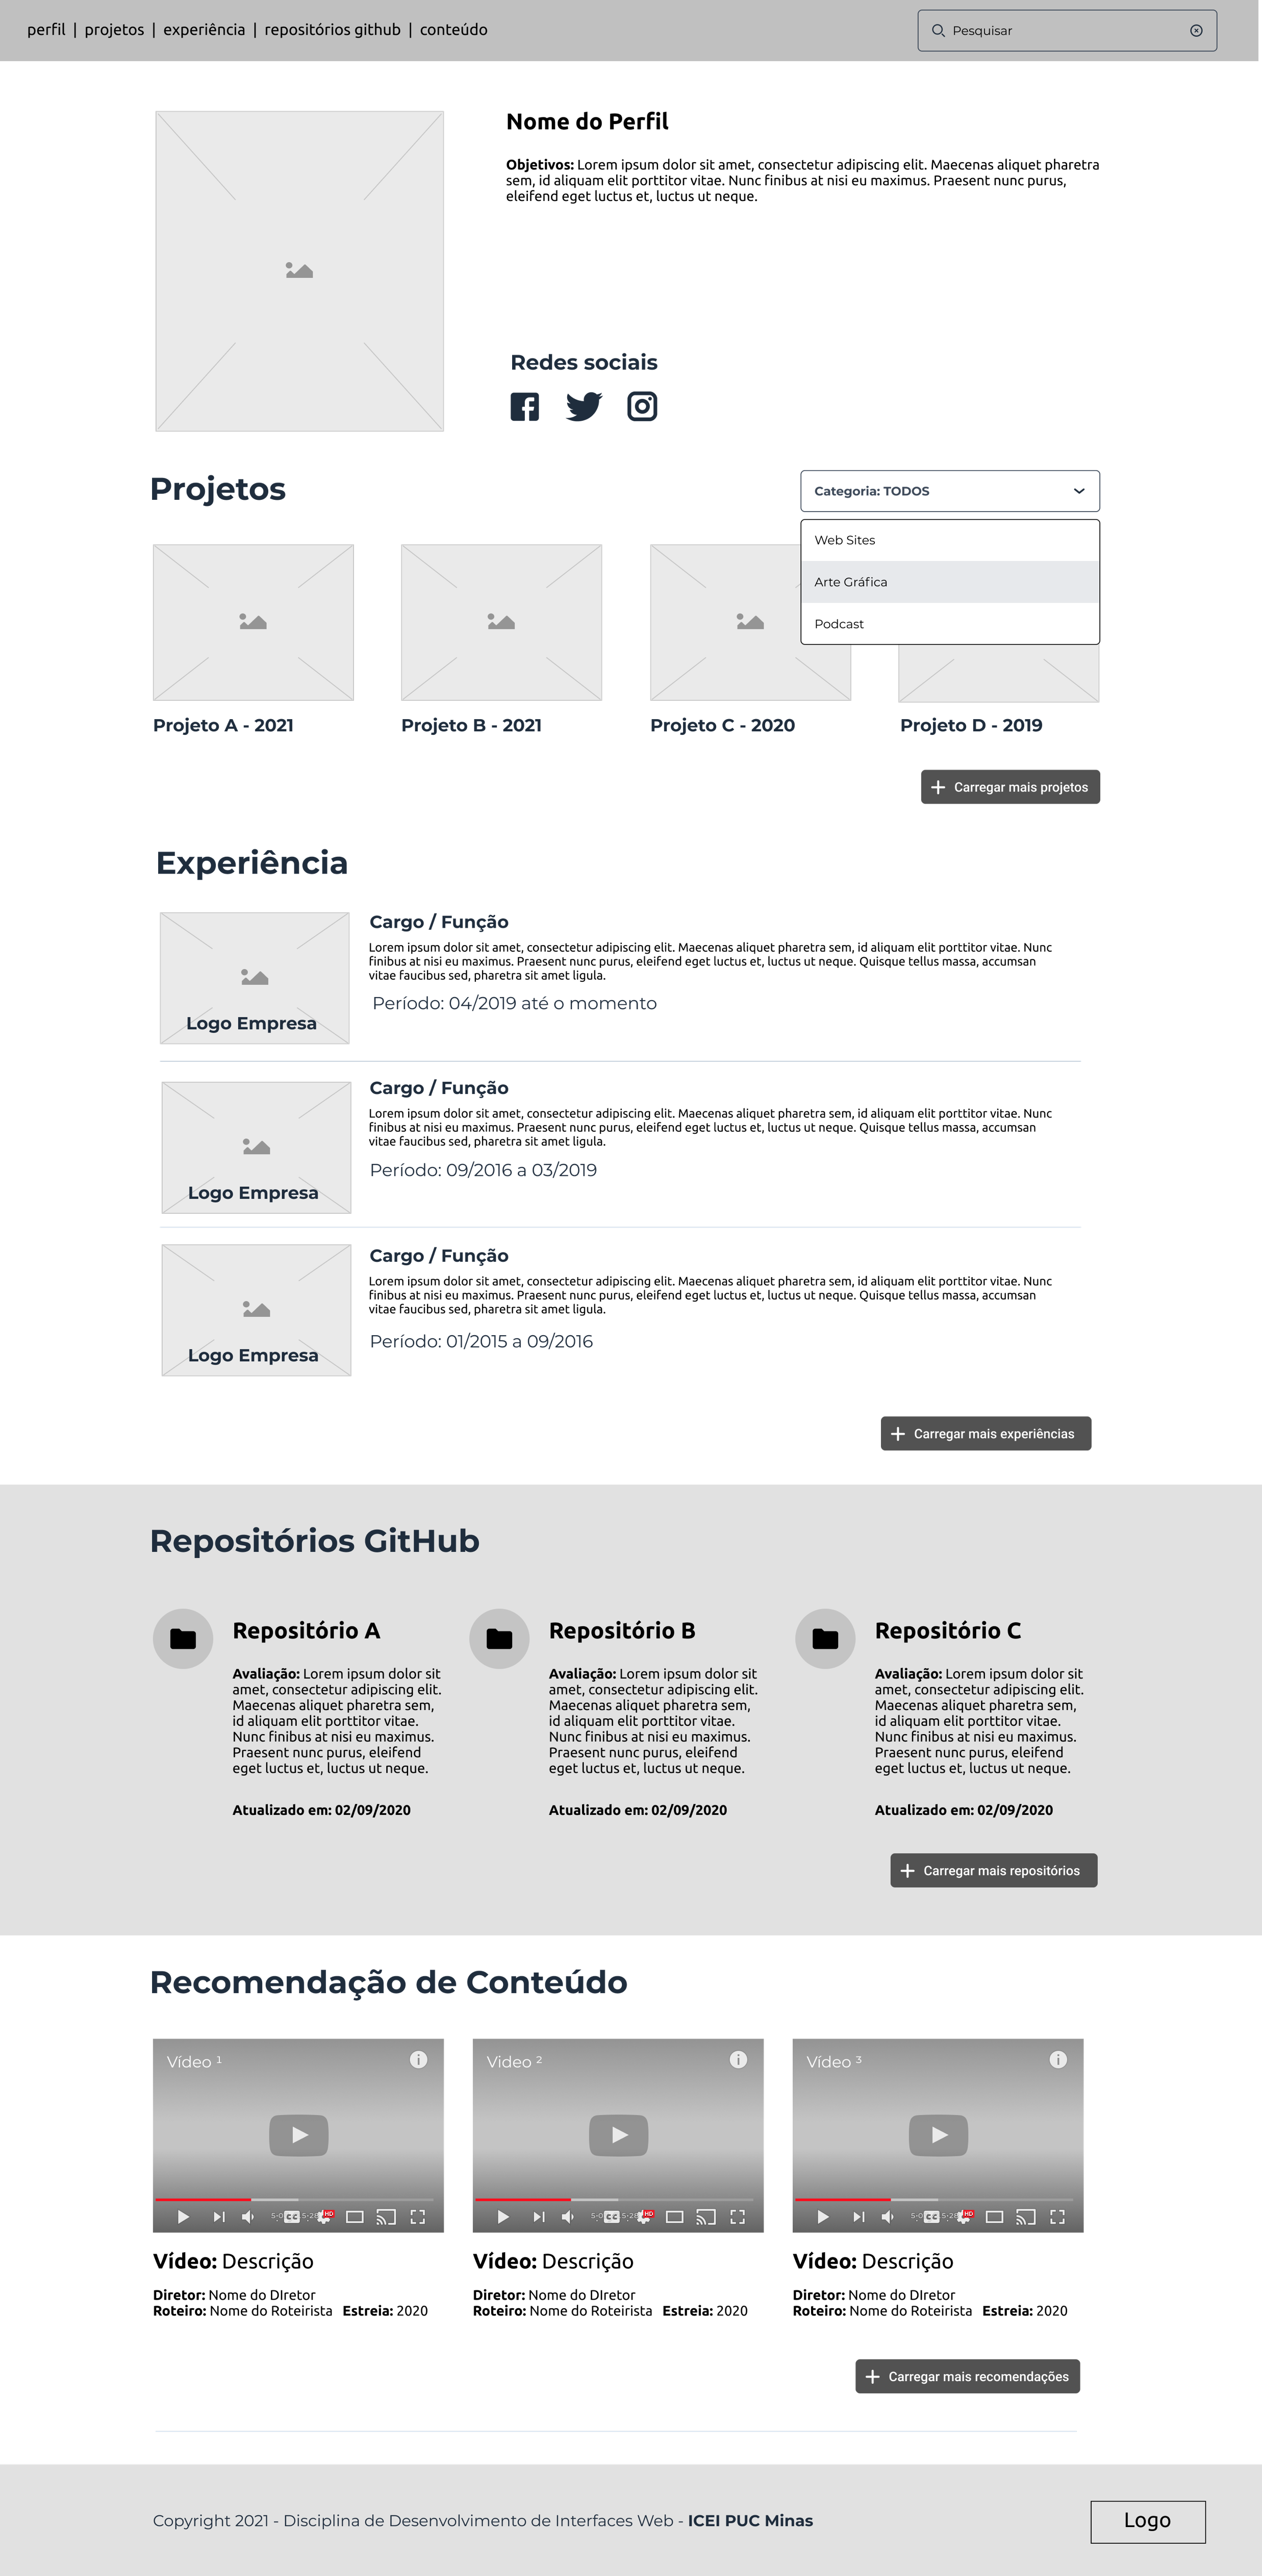 perfil | projetos | experiência | repositórios github | conteúdo
Pesquisar
Nome do Perfil
Objetivos: Lorem ipsum dolor sit amet, consectetur adipiscing elit. Maecenas aliquet pharetra
sem, id aliquam elit porttitor vitae. Nunc finibus at nisi eu maximus. Praesent nunc purus,
eleifend eget luctus et, luctus ut neque.
Redes sociais
Projetos
Categoria: TODOS
Web Sites
Arte Gráfica
Podcast
Projeto A - 2021
Projeto B - 2021
Projeto C - 2020
Projeto D - 2019
Carregar mais projetos
Experiência
Logo Empresa
Cargo / Função
Lorem ipsum dolor sit amet, consectetur adipiscing elit. Maecenas aliquet pharetra sem, id aliquam elit porttitor vitae. Nunc
finibus at nisi eu maximus. Praesent nunc purus, eleifend eget luctus et, luctus ut neque. Quisque tellus massa, accumsan
vitae faucibus sed, pharetra sit amet ligula.
Período: 04/2019 até o momento
Logo Empresa
Cargo / Função
Lorem ipsum dolor sit amet, consectetur adipiscing elit. Maecenas aliquet pharetra sem, id aliquam elit porttitor vitae. Nunc
finibus at nisi eu maximus. Praesent nunc purus, eleifend eget luctus et, luctus ut neque. Quisque tellus massa, accumsan
vitae faucibus sed, pharetra sit amet ligula.
Período: 09/2016 a 03/2019
Logo Empresa
Cargo / Função
Lorem ipsum dolor sit amet, consectetur adipiscing elit. Maecenas aliquet pharetra sem, id aliquam elit porttitor vitae. Nunc
finibus at nisi eu maximus. Praesent nunc purus, eleifend eget luctus et, luctus ut neque. Quisque tellus massa, accumsan
vitae faucibus sed, pharetra sit amet ligula.
Período: 01/2015 a 09/2016
Carregar mais experiências
Repositórios GitHub
Repositório A
Avaliação: Lorem ipsum dolor sit
amet, consectetur adipiscing elit.
Maecenas aliquet pharetra sem,
id aliquam elit porttitor vitae.
Nunc finibus at nisi eu maximus.
Praesent nunc purus, eleifend
eget luctus et, luctus ut neque.
Atualizado em: 02/09/2020
Repositório B
Avaliação: Lorem ipsum dolor sit
amet, consectetur adipiscing elit.
Maecenas aliquet pharetra sem,
id aliquam elit porttitor vitae.
Nunc finibus at nisi eu maximus.
Praesent nunc purus, eleifend
eget luctus et, luctus ut neque.
Atualizado em: 02/09/2020
Repositório C
Avaliação: Lorem ipsum dolor sit
amet, consectetur adipiscing elit.
Maecenas aliquet pharetra sem,
id aliquam elit porttitor vitae.
Nunc finibus at nisi eu maximus.
Praesent nunc purus, eleifend
eget luctus et, luctus ut neque.
Atualizado em: 02/09/2020
Carregar mais repositórios
Recomendação de Conteúdo
Vídeo ¹
CC
HD
Vídeo: Descrição
Diretor: Nome do DIretor
Roteiro: Nome do Roteirista Estreia: 2020
Video ²
CC
HD
Vídeo: Descrição
Diretor: Nome do DIretor
Roteiro: Nome do Roteirista Estreia: 2020
Vídeo ³
CC
HD
Vídeo: Descrição
Diretor: Nome do DIretor
Roteiro: Nome do Roteirista Estreia: 2020
Carregar mais recomendações
Copyright 2021 - Disciplina de Desenvolvimento de Interfaces Web - ICEI PUC Minas
Logo